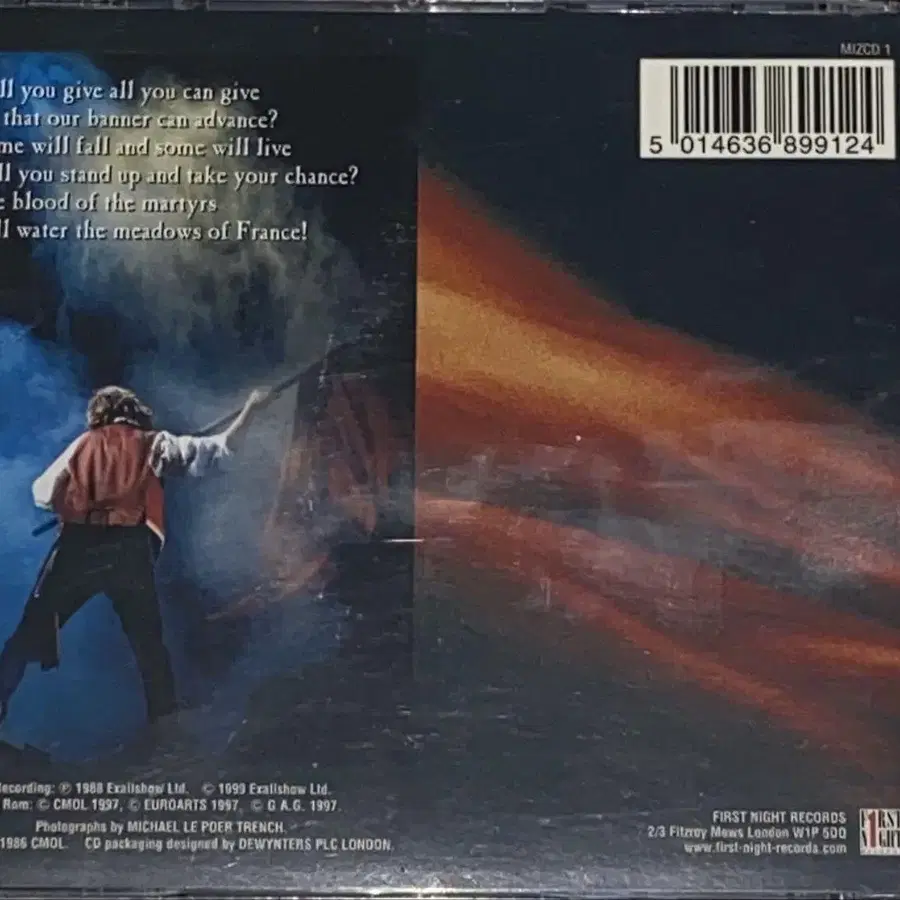 ll you give all you can give
that our banner can advance?
me will fall and some will live
ll you stand up and take your chance?
blood of the martyrs
ll water the meadows of France!
MIZCD 1
5 014636 899124
ecording: ℗ 1988 Exallshow Ltd. © 1999 Exallshow Ltd.
Rom: © CMOL 1997, © EUROARTS 1997, © G.A.G. 1997.
Photographs by MICHAEL LE POER TRENCH.
1986 CMOL. CD packaging designed by DEWYNTERS PLC LONDON.
FIRST NIGHT RECORDS
2/3 Fitzroy Mews London W1P 5DQ
www.first-night-records.com